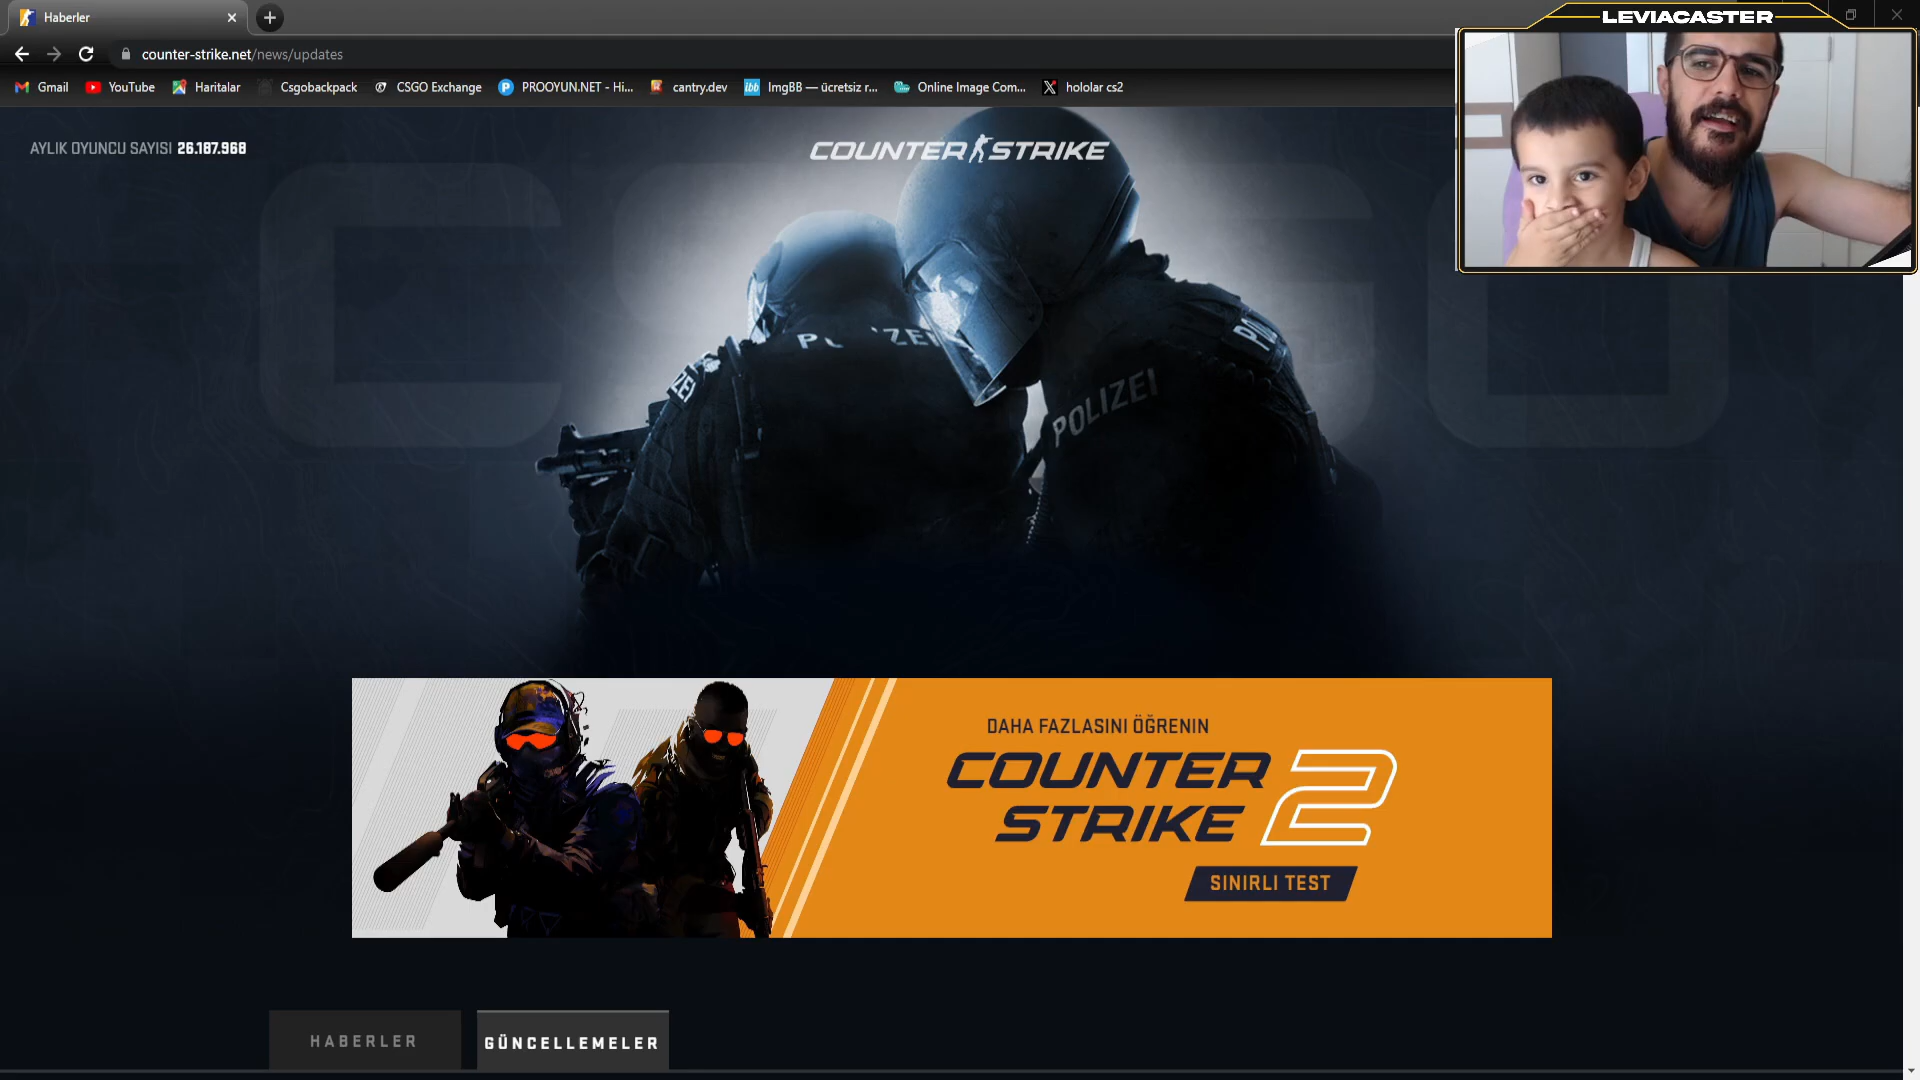 Haberler
LEVIACASTER
counter-strike.net/news/updates
Gmail
YouTube
Haritalar
Csgobackpack
CSGO Exchange
PROOYUN.NET - Hi...
cantry.dev
ImgBB — ücretsiz r...
Online Image Com...
hololar cs2
AYLIK OYUNCU SAYISI 26.187.968
COUNTER STRIKE
CSGO
POLIZEI
DAHA FAZLASINI ÖĞRENIN
COUNTER
STRIKE 2
SINIRLI TEST
HABERLER
GÜNCELLEMELER